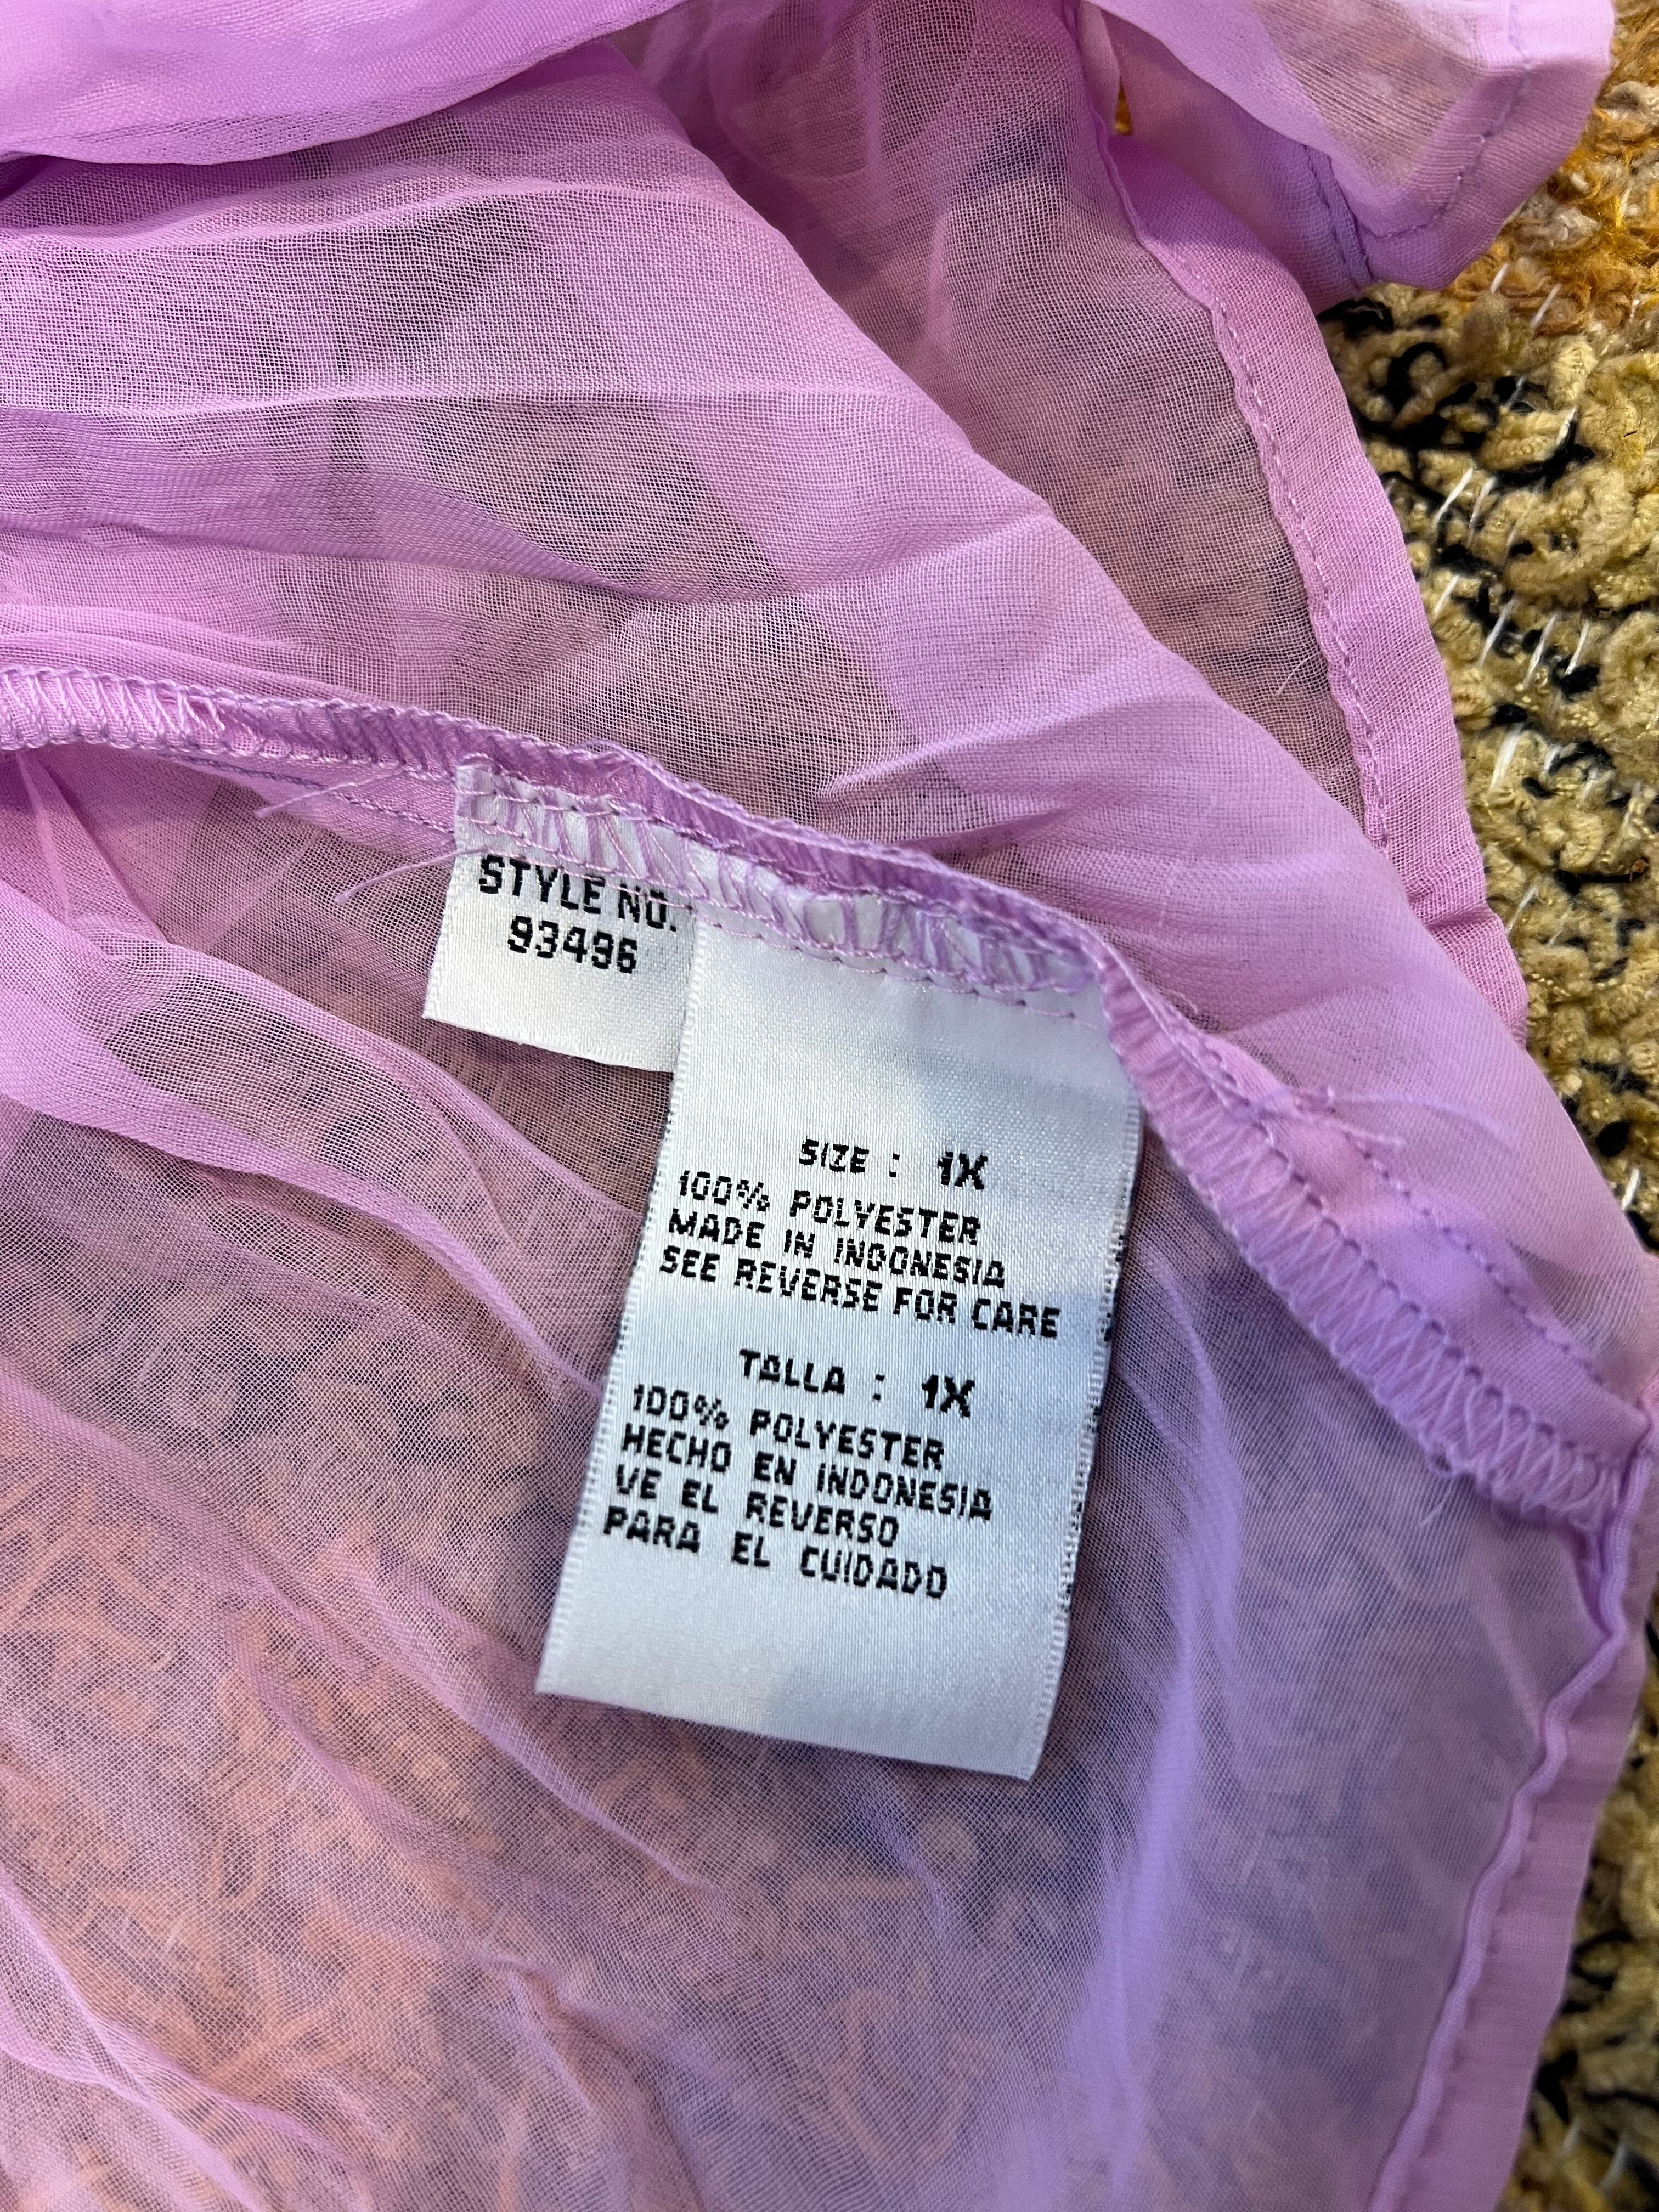 STYLE NO.
93496
SIZE : 1X
100% POLYESTER
MADE IN INDONESIA
SEE REVERSE FOR CARE
TALLA : 1X
100% POLYESTER
HECHO EN INDONESIA
VE EL REVERSO
PARA EL CUIDADO